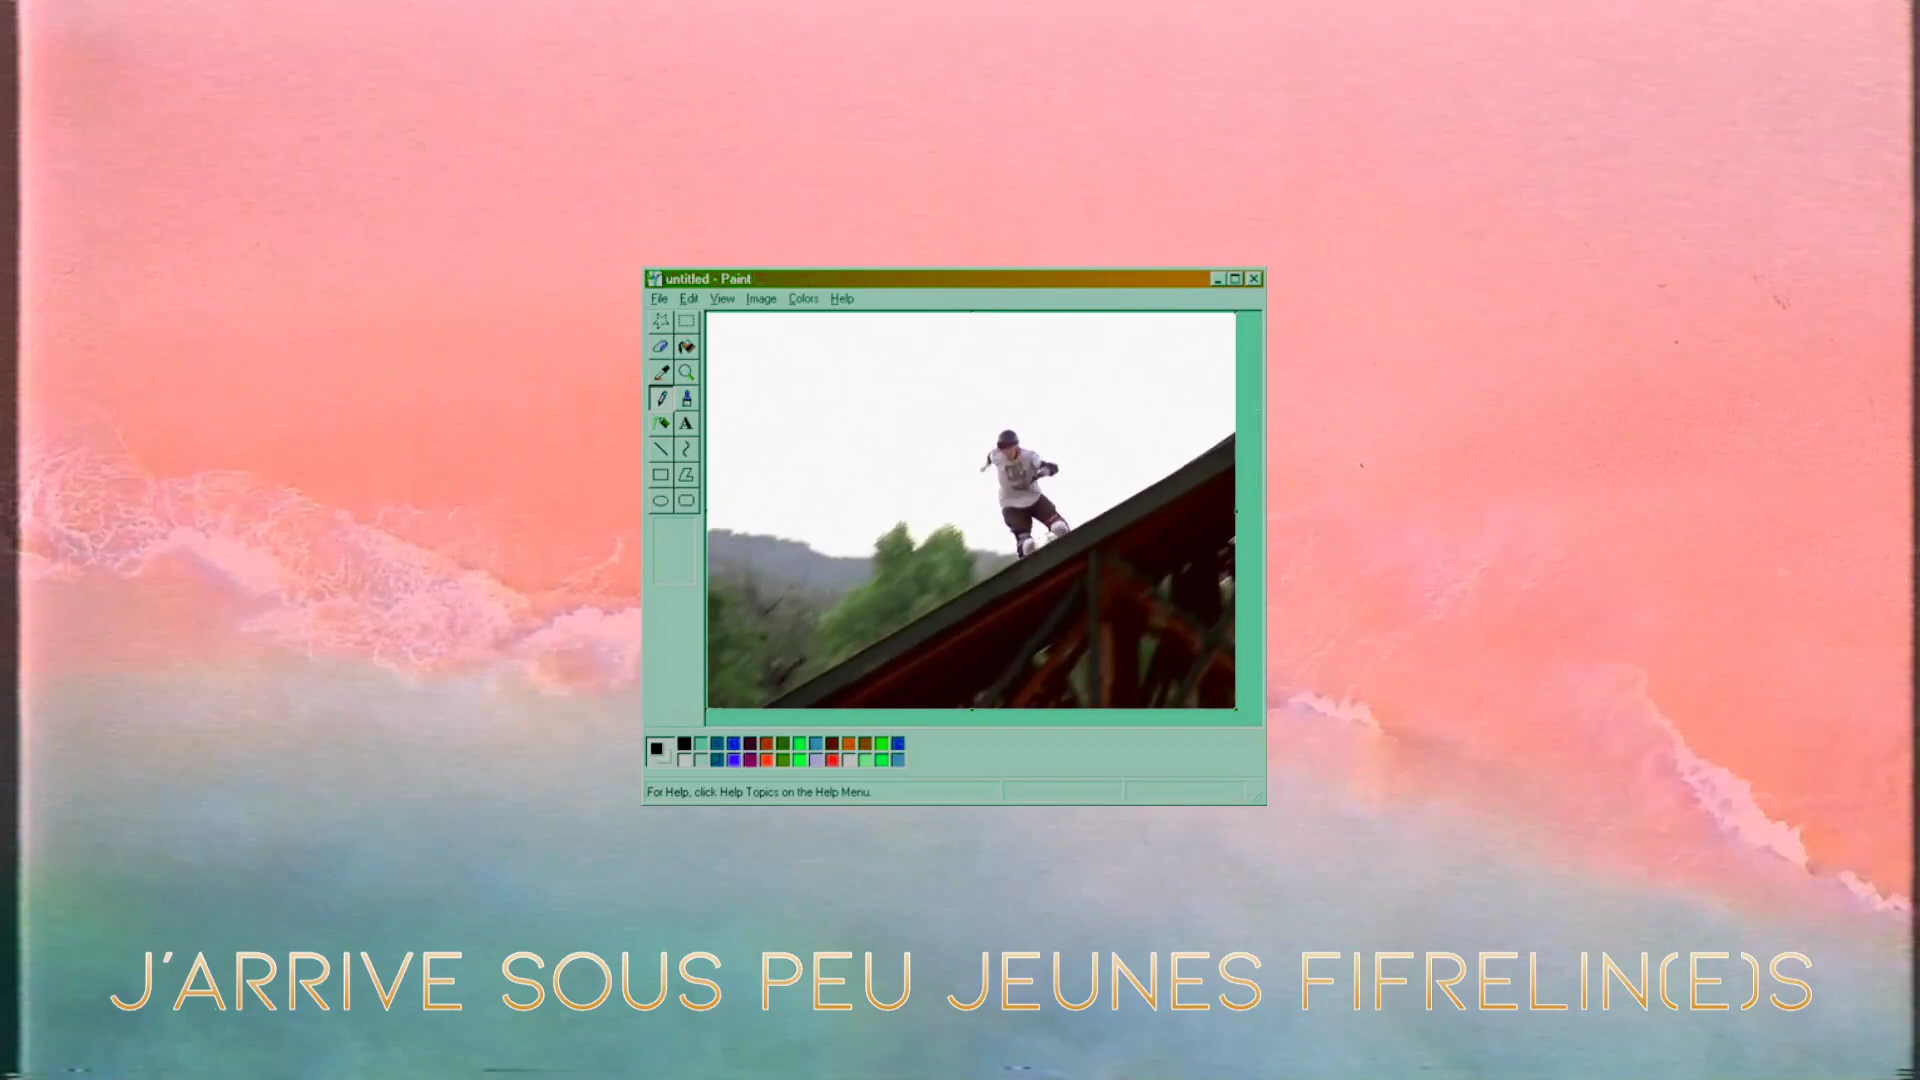 untitled - Paint
File Edit View Image Colors Help
A
For Help, click Help Topics on the Help Menu.
J'ARRIVE SOUS PEU JEUNES FIFRELIN(E)S